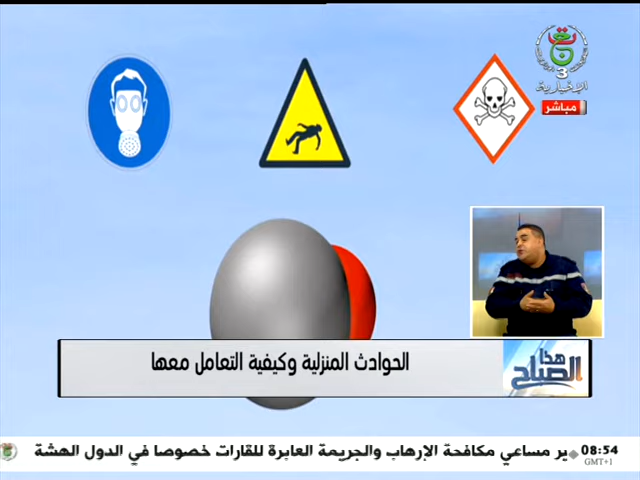 3
الإخبارية
مباشر
الحوادث المنزلية وكيفية التعامل معها
هذا
الصباح
08:54
GMT+1
ير مساعي مكافحة الإرهاب والجريمة العابرة للقارات خصوصا في الدول الهشة